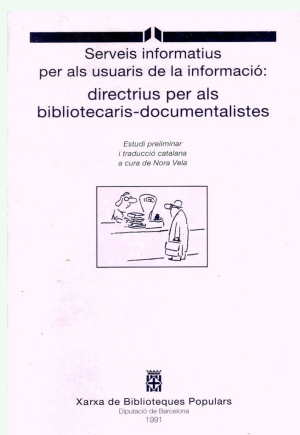 Serveis informatius
per als usuaris de la informació:
directrius per als
bibliotecaris-documentalistes
Estudi preliminar
i traducció catalana
a cura de Nora Vela
Xarxa de Biblioteques Populars
Diputació de Barcelona
1991